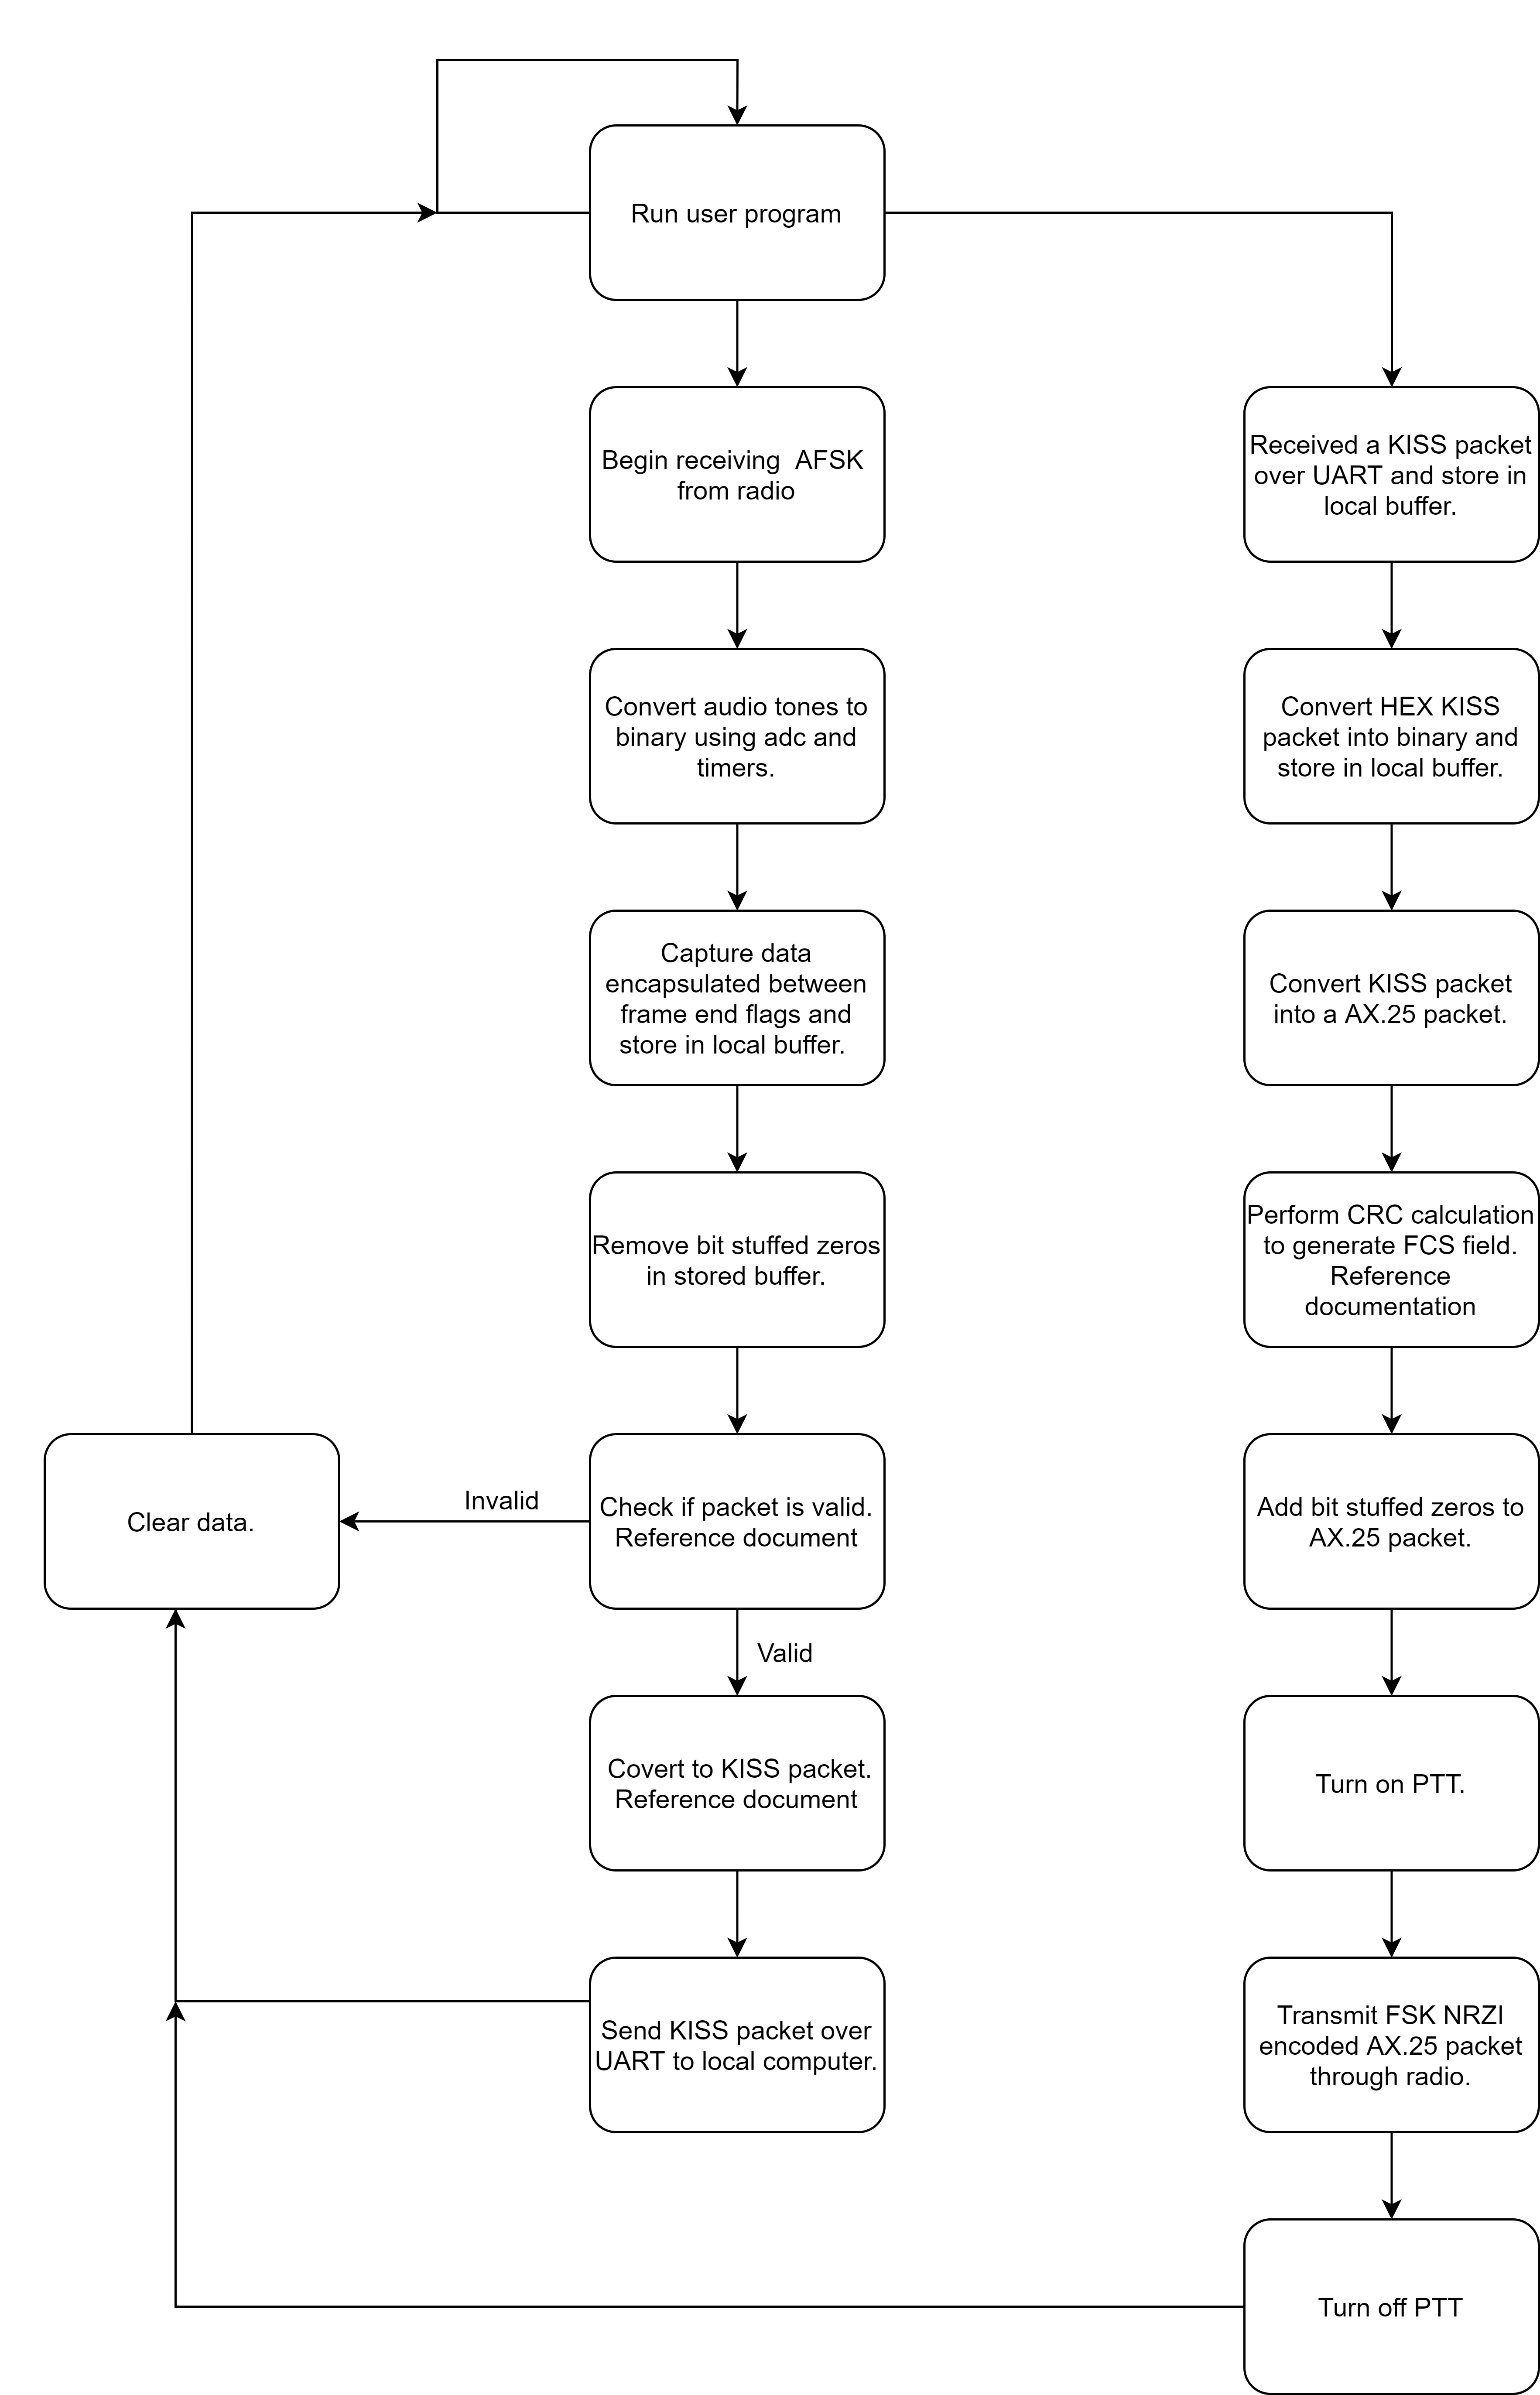 Run user program
Begin receiving  AFSK
from radio
Received a KISS packet
over UART and store in
local buffer.
Convert audio tones to
binary using adc and
timers.
Convert HEX KISS
packet into binary and
store in local buffer.
Capture data
encapsulated between
frame end flags and
store in local buffer.
Convert KISS packet
into a AX.25 packet.
Remove bit stuffed zeros
in stored buffer.
Perform CRC calculation
to generate FCS field.
Reference
documentation
Clear data.
Invalid
Check if packet is valid.
Reference document
Add bit stuffed zeros to
AX.25 packet.
Valid
Covert to KISS packet.
Reference document
Turn on PTT.
Send KISS packet over
UART to local computer.
Transmit FSK NRZI
encoded AX.25 packet
through radio.
Turn off PTT